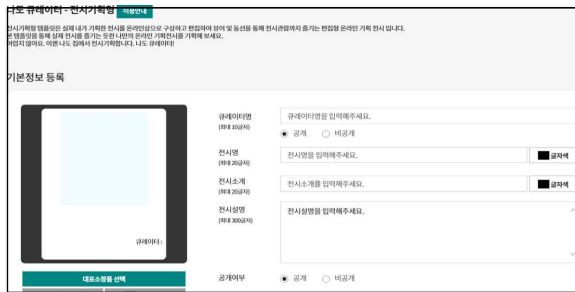 나도 큐레이터 - 전시기획형 이용안내
전시기획형 템플릿은 실제 내가 기획한 전시를 온라인상으로 구상하고 편집하여 뷰어 및 동선을 통해 전시관람까지 즐기는 편집형 온라인 기획 전시 입니다.
본 템플릿을 통해 실제 전시를 즐기는 듯한 나만의 온라인 기획전시를 기획해 보세요.
어렵지 않아요. 이젠 나도 집에서 전시기획합니다. 나도 큐레이터!
기본정보 등록
큐레이터명
(최대 10글자)
큐레이터명을 입력해주세요.
공개 비공개
전시명
(최대 20글자)
전시명을 입력해주세요. 글자색
전시소개
(최대 20글자)
전시소개를 입력해주세요. 글자색
전시설명
(최대 300글자)
전시설명을 입력해주세요.
큐레이터 :
대표소장품 선택
공개여부 공개 비공개